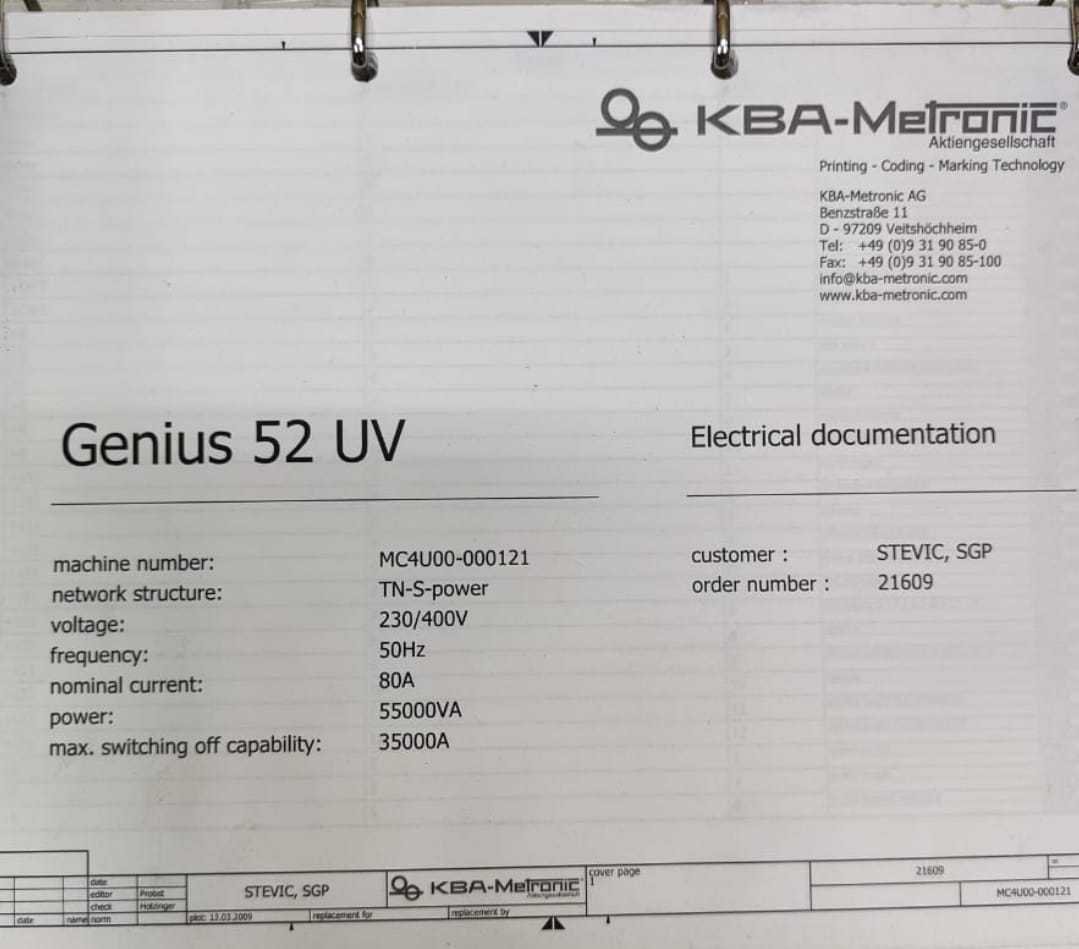 KBA-Metronic®
Aktiengesellschaft
Printing - Coding - Marking Technology
KBA-Metronic AG
Benzstraße 11
D - 97209 Veitshöchheim
Tel: +49 (0)9 31 90 85-0
Fax: +49 (0)9 31 90 85-100
info@kba-metronic.com
www.kba-metronic.com
Genius 52 UV
Electrical documentation
machine number: MC4U00-000121
network structure: TN-S-power
voltage: 230/400V
frequency: 50Hz
nominal current: 80A
power: 55000VA
max. switching off capability: 35000A
customer : STEVIC, SGP
order number : 21609
date
editor Probst
check
date name norm
STEVIC, SGP
plot: 13.03.2009 replacement for replacement by
KBA-Metronic
Aktiengesellschaft
cover page
1
21609
=
MC4U00-000121